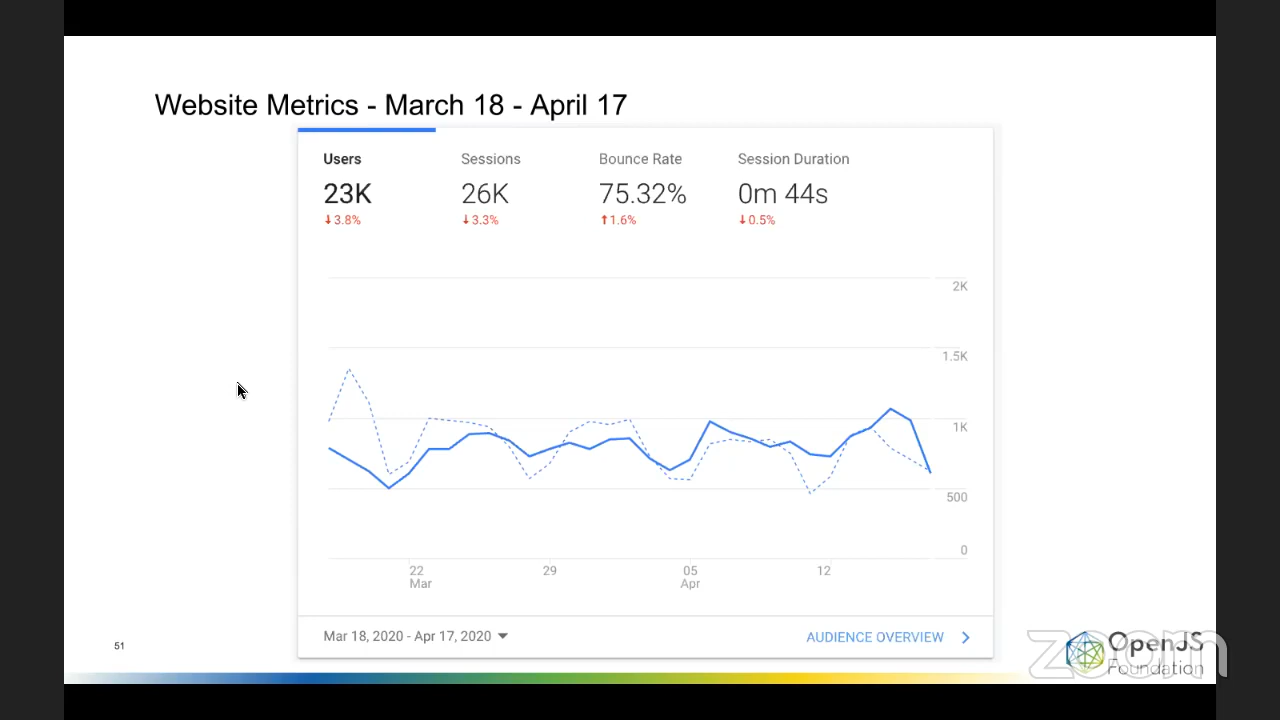 Website Metrics - March 18 - April 17
Users Sessions Bounce Rate Session Duration
23K 26K 75.32% 0m 44s
↓3.8% ↓3.3% ↑1.6% ↓0.5%
2K
1.5K
1K
500
0
22 29 05 12
Mar Apr
Mar 18, 2020 - Apr 17, 2020 AUDIENCE OVERVIEW
51
OpenJS
Foundation
zoom